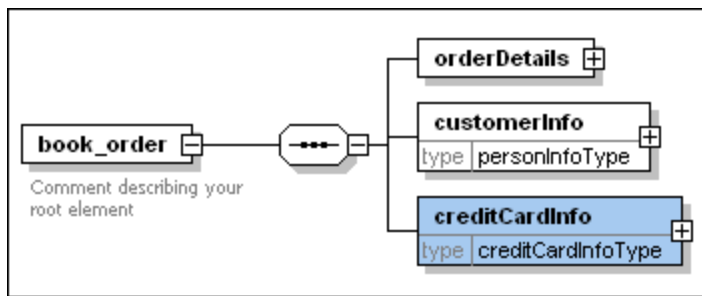 orderDetails
customerInfo
type personInfoType
book_order
Comment describing your
root element
creditCardInfo
type creditCardInfoType